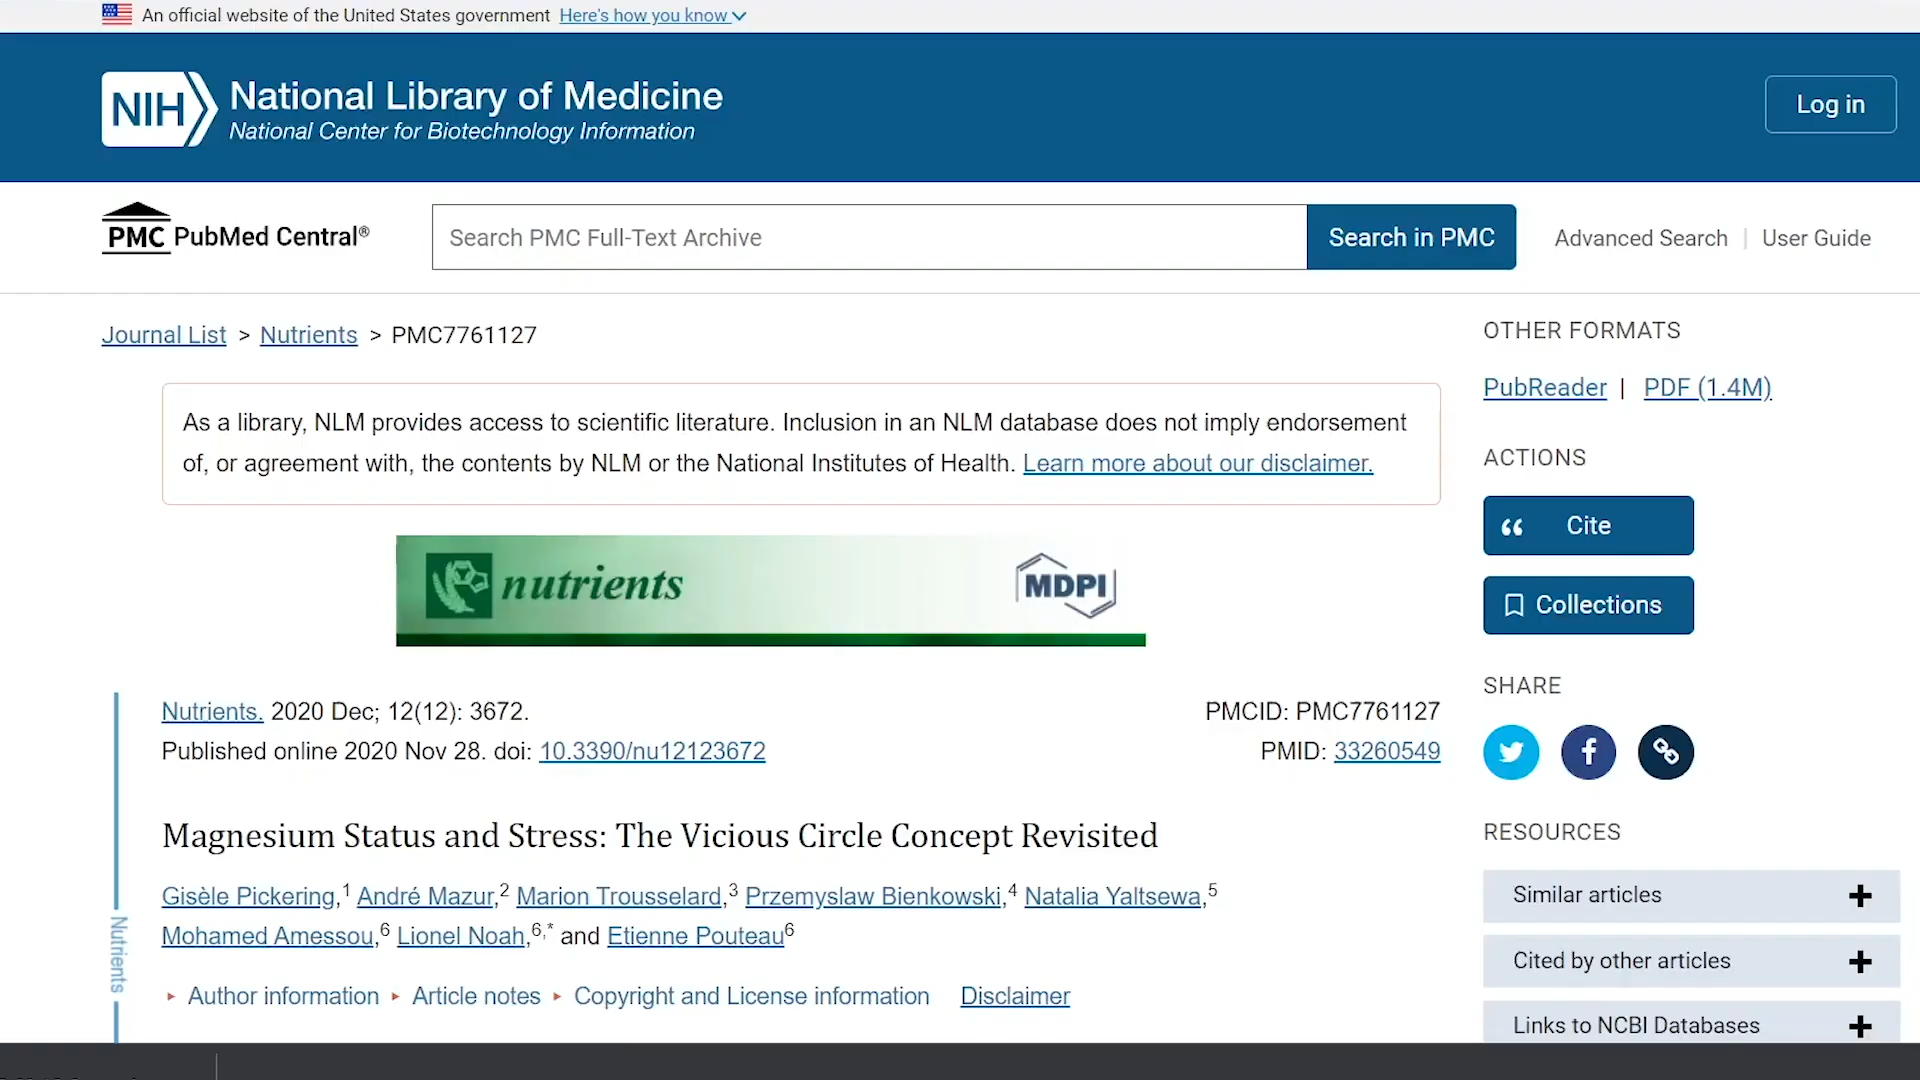 An official website of the United States government Here's how you know
NIH National Library of Medicine
National Center for Biotechnology Information
Log in
PMC PubMed Central®
Search PMC Full-Text Archive
Search in PMC
Advanced Search | User Guide
Journal List > Nutrients > PMC7761127
As a library, NLM provides access to scientific literature. Inclusion in an NLM database does not imply endorsement
of, or agreement with, the contents by NLM or the National Institutes of Health. Learn more about our disclaimer.
nutrients
MDPI
Nutrients. 2020 Dec; 12(12): 3672.
Published online 2020 Nov 28. doi: 10.3390/nu12123672
PMCID: PMC7761127
PMID: 33260549
Magnesium Status and Stress: The Vicious Circle Concept Revisited
Gisèle Pickering,1 André Mazur,2 Marion Trousselard,3 Przemyslaw Bienkowski,4 Natalia Yaltsewa,5
Mohamed Amessou,6 Lionel Noah,6,* and Etienne Pouteau6
Author information Article notes Copyright and License information Disclaimer
Nutrients
OTHER FORMATS
PubReader | PDF (1.4M)
ACTIONS
Cite
Collections
SHARE
RESOURCES
Similar articles
Cited by other articles
Links to NCBI Databases